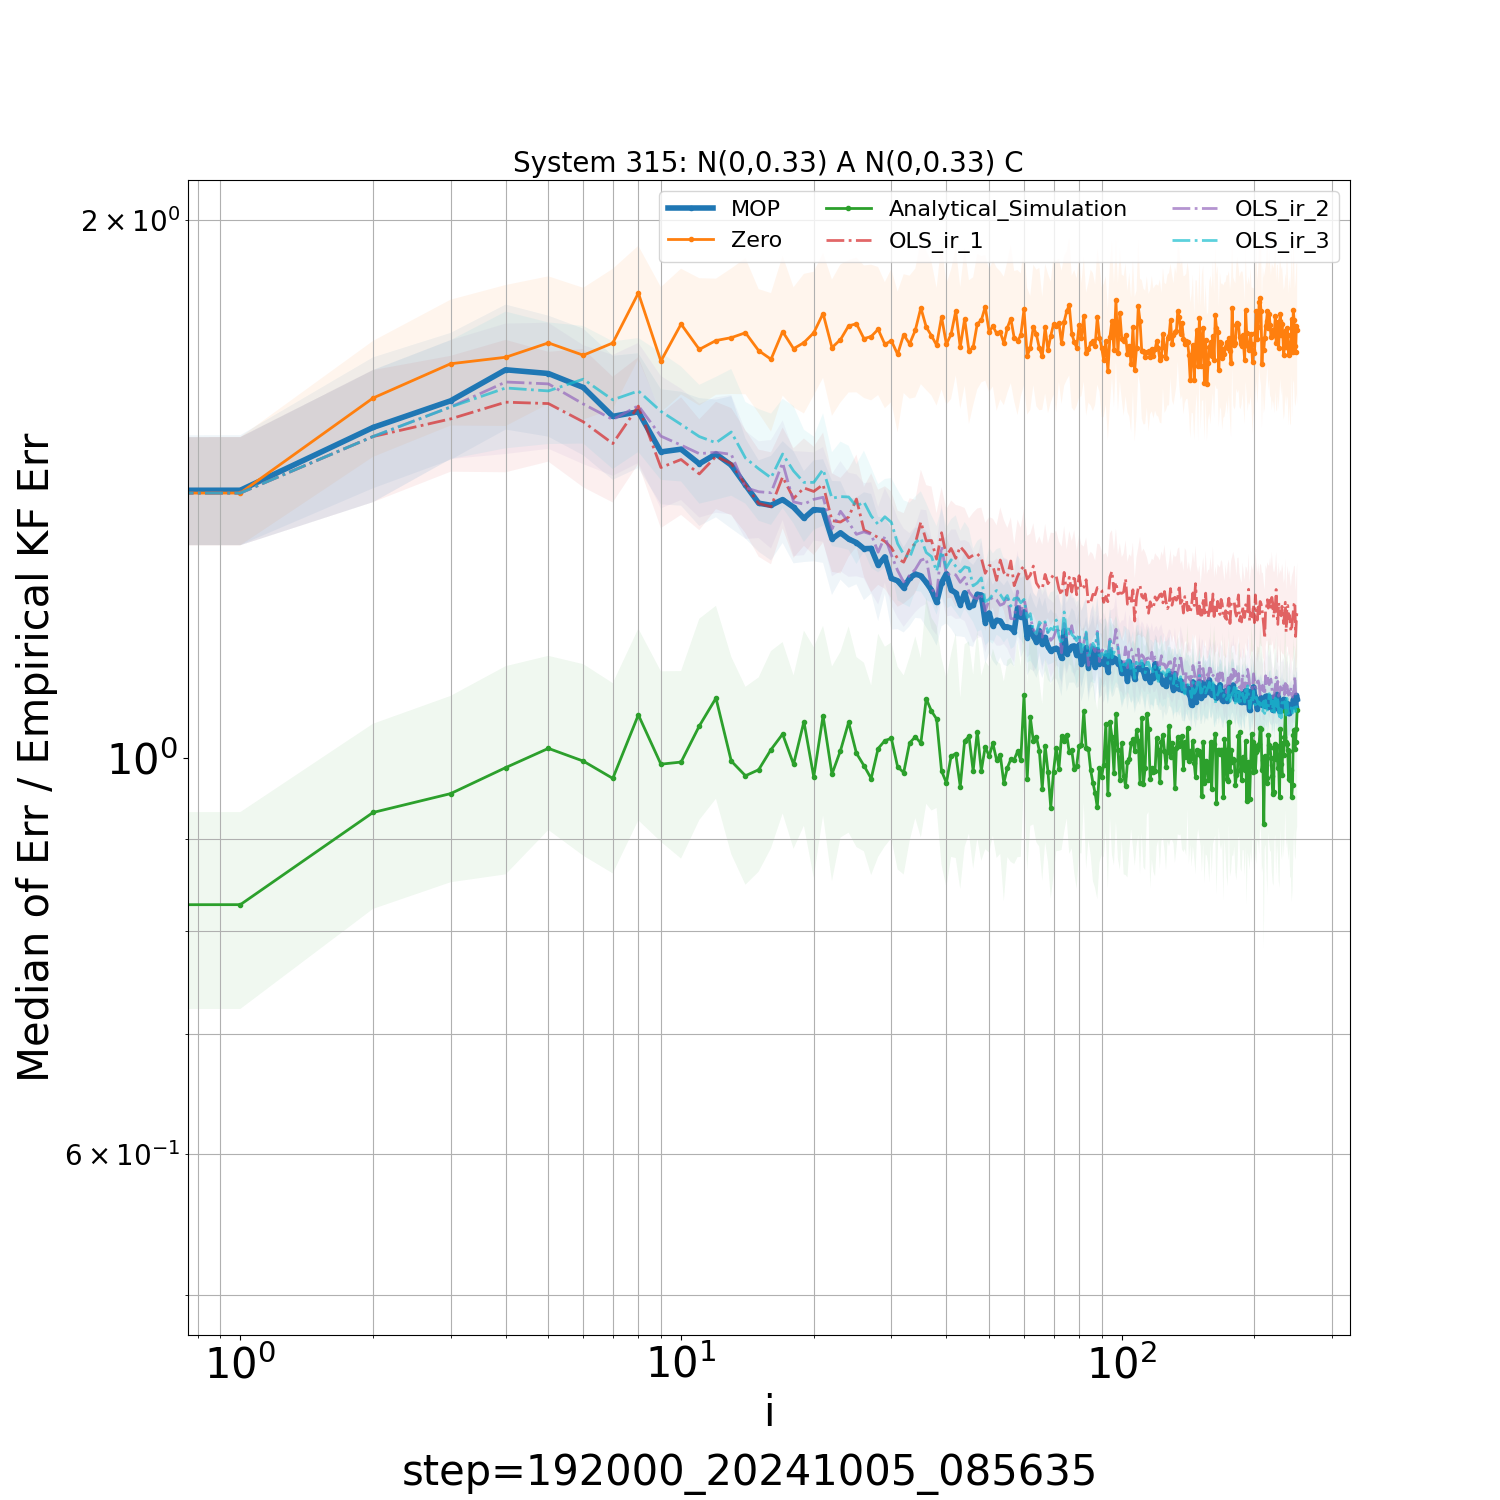 System 315: N(0,0.33) A N(0,0.33) C
MOP
Zero
Analytical_Simulation
OLS_ir_1
OLS_ir_2
OLS_ir_3
2 × 10⁰
10⁰
6 × 10⁻¹
Median of Err / Empirical KF Err
10⁰ 10¹ 10²
i
step=192000_20241005_085635